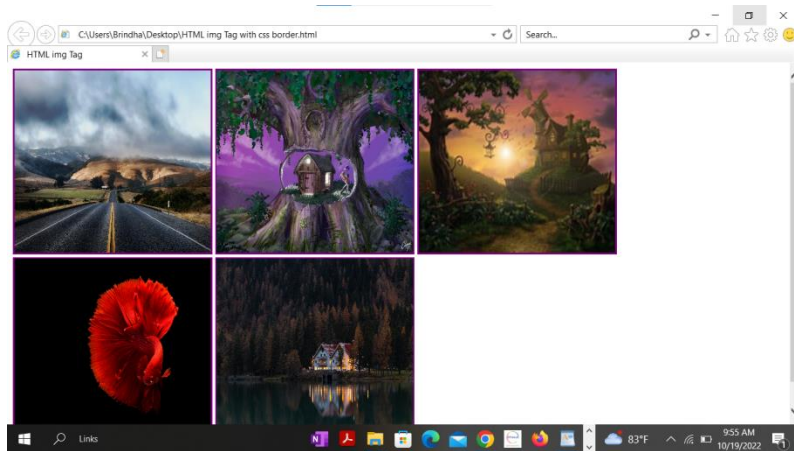 C:\Users\Brindha\Desktop\HTML img Tag with css border.html
Search...
HTML img Tag
Links
83°F
9:55 AM
10/19/2022